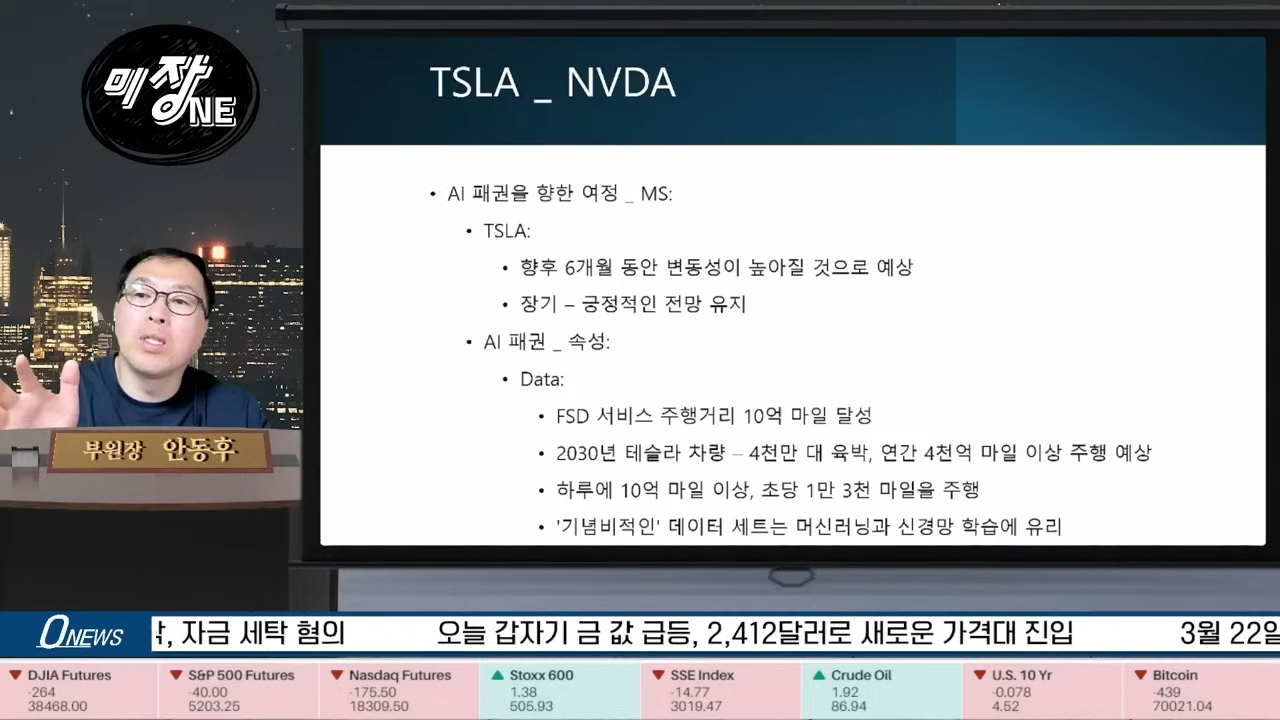 미장NE
TSLA _ NVDA
• AI 패권을 향한 여정 _ MS:
• TSLA:
• 향후 6개월 동안 변동성이 높아질 것으로 예상
• 장기 – 긍정적인 전망 유지
• AI 패권 _ 속성:
• Data:
• FSD 서비스 주행거리 10억 마일 달성
• 2030년 테슬라 차량 – 4천만 대 육박, 연간 4천억 마일 이상 주행 예상
• 하루에 10억 마일 이상, 초당 1만 3천 마일을 주행
• '기념비적인' 데이터 세트는 머신러닝과 신경망 학습에 유리
부원장 안동후
ONEWS
, 자금 세탁 혐의 오늘 갑자기 금 값 급등, 2,412달러로 새로운 가격대 진입 3월 22일
▼ DJIA Futures
-264
38468.00
▼ S&P 500 Futures
-40.00
5203.25
▼ Nasdaq Futures
-175.50
18309.50
▲ Stoxx 600
1.38
505.93
▼ SSE Index
-14.77
3019.47
▲ Crude Oil
1.92
86.94
▼ U.S. 10 Yr
-0.078
4.52
▼ Bitcoin
-439
70021.04